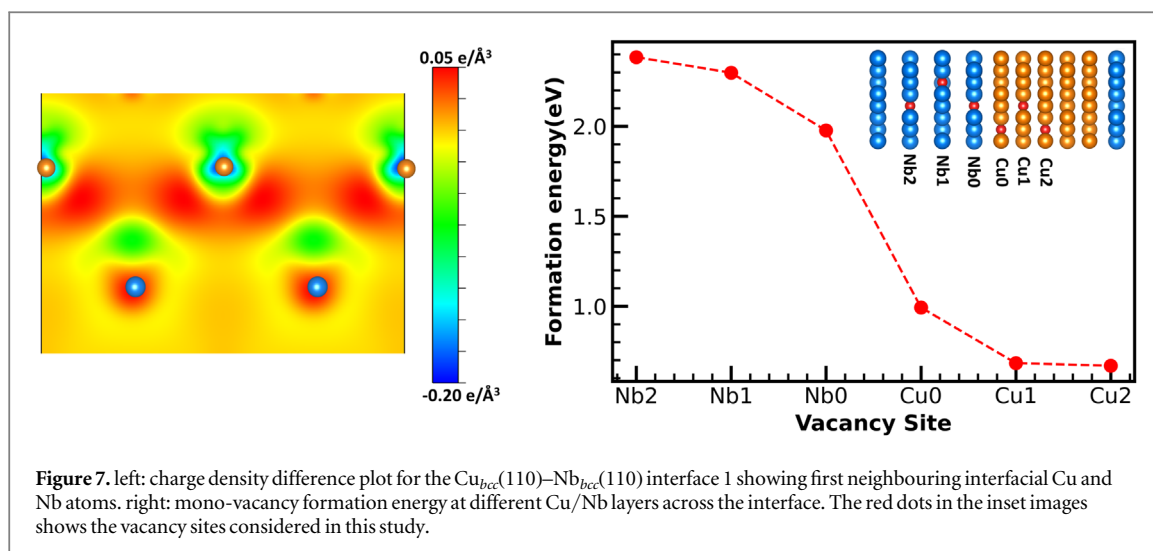 0.05 e/Å³
-0.20 e/Å³
Formation energy(eV)
2.0
1.5
1.0
Nb2
Nb1
Nb0
Cu0
Cu1
Cu2
Nb2 Nb1 Nb0 Cu0 Cu1 Cu2
Vacancy Site
Figure 7. left: charge density difference plot for the Cubcc(110)–Nbbcc(110) interface 1 showing first neighbouring interfacial Cu and
Nb atoms. right: mono-vacancy formation energy at different Cu/Nb layers across the interface. The red dots in the inset images
shows the vacancy sites considered in this study.